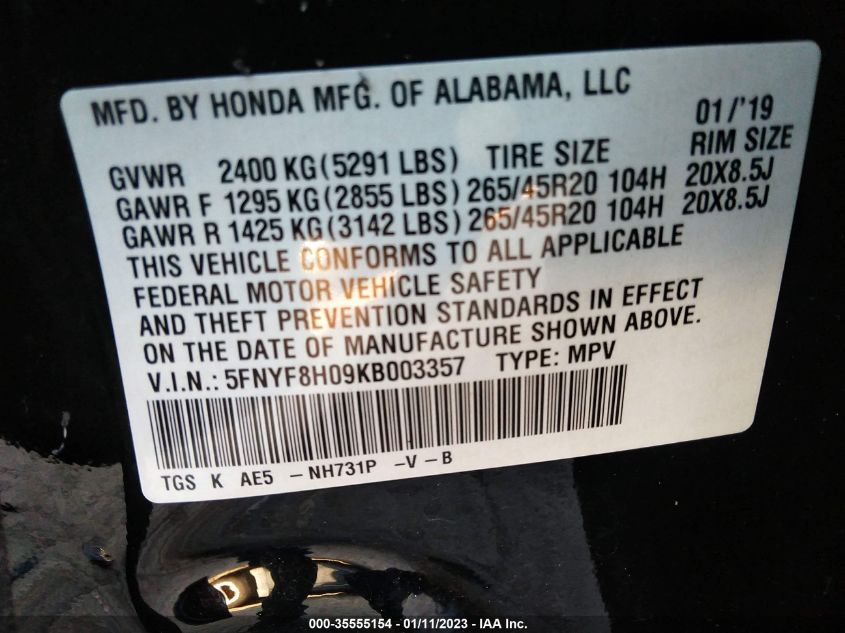 MFD. BY HONDA MFG. OF ALABAMA, LLC 01/'19
GVWR 2400 KG(5291 LBS) TIRE SIZE RIM SIZE
GAWR F 1295 KG(2855 LBS) 265/45R20 104H 20X8.5J
GAWR R 1425 KG(3142 LBS) 265/45R20 104H 20X8.5J
THIS VEHICLE CONFORMS TO ALL APPLICABLE
FEDERAL MOTOR VEHICLE SAFETY
AND THEFT PREVENTION STANDARDS IN EFFECT
ON THE DATE OF MANUFACTURE SHOWN ABOVE.
V.I.N.: 5FNYF8H09KB003357 TYPE: MPV
TGS K AE5 -NH731P -V-B
000-35555154 - 01/11/2023 - IAA Inc.